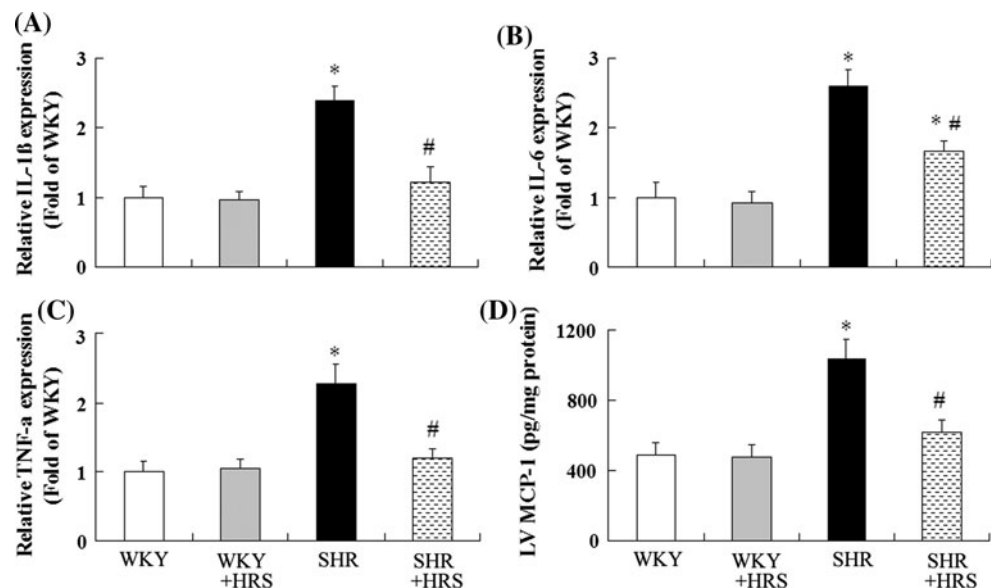 (A)
Relative IL-1ß expression
(Fold of WKY)
3
2
1
0
*
#
(B)
Relative IL-6 expression
(Fold of WKY)
3
2
1
0
*
* #
(C)
Relative TNF-a expression
(Fold of WKY)
3
2
1
0
*
#
WKY
WKY
+HRS
SHR
SHR
+HRS
(D)
LV MCP-1 (pg/mg protein)
1200
800
400
0
*
#
WKY
WKY
+HRS
SHR
SHR
+HRS